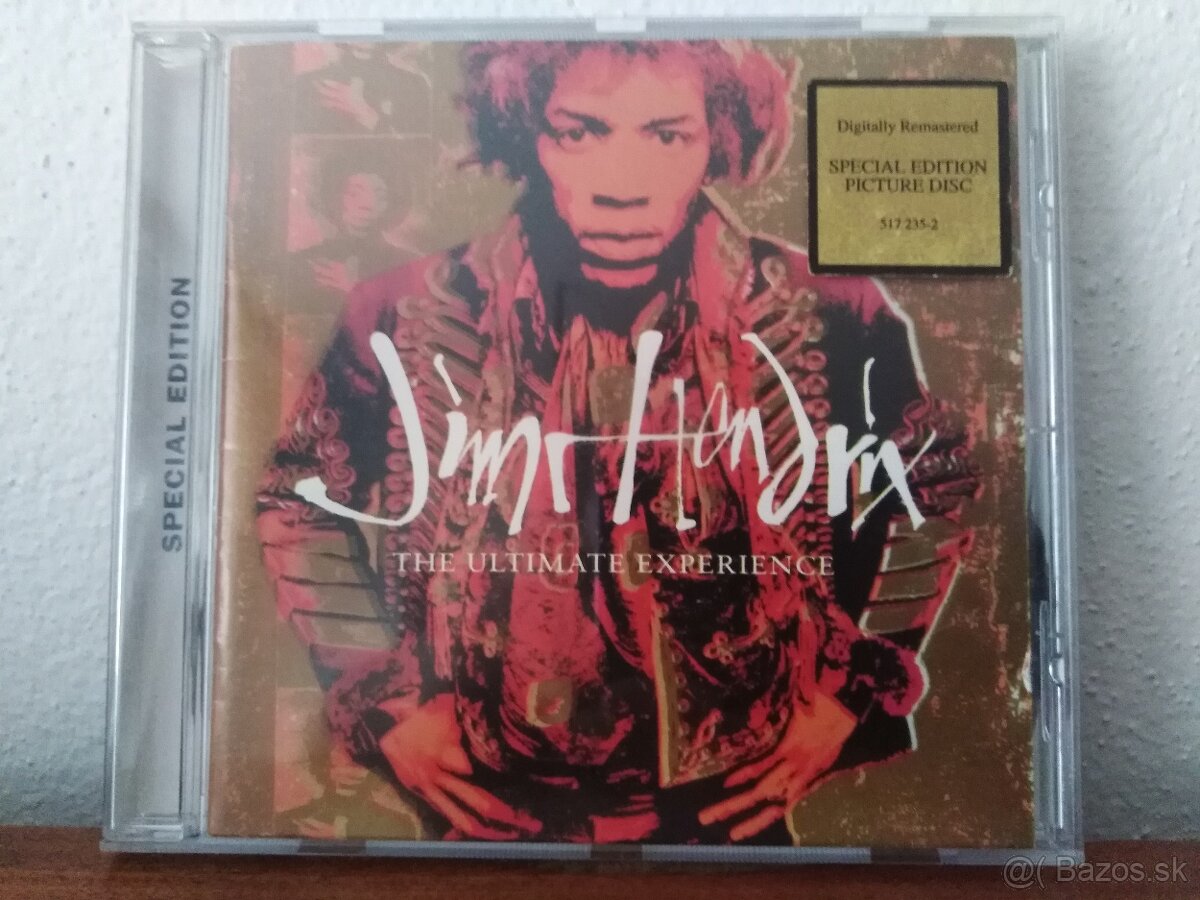 Digitally Remastered
SPECIAL EDITION
PICTURE DISC
517 235-2
SPECIAL EDITION
Jimi Hendrix
THE ULTIMATE EXPERIENCE
@( Bazos.sk